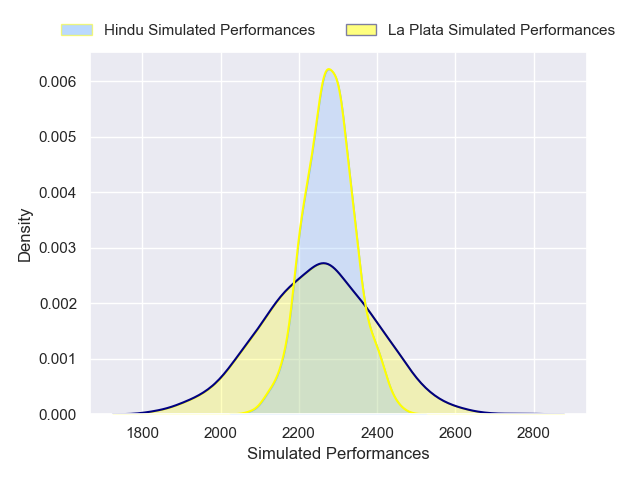 Hindu Simulated Performances La Plata Simulated Performances
0.006
0.005
0.004
0.003
0.002
0.001
0.000
Density
1800 2000 2200 2400 2600 2800
Simulated Performances